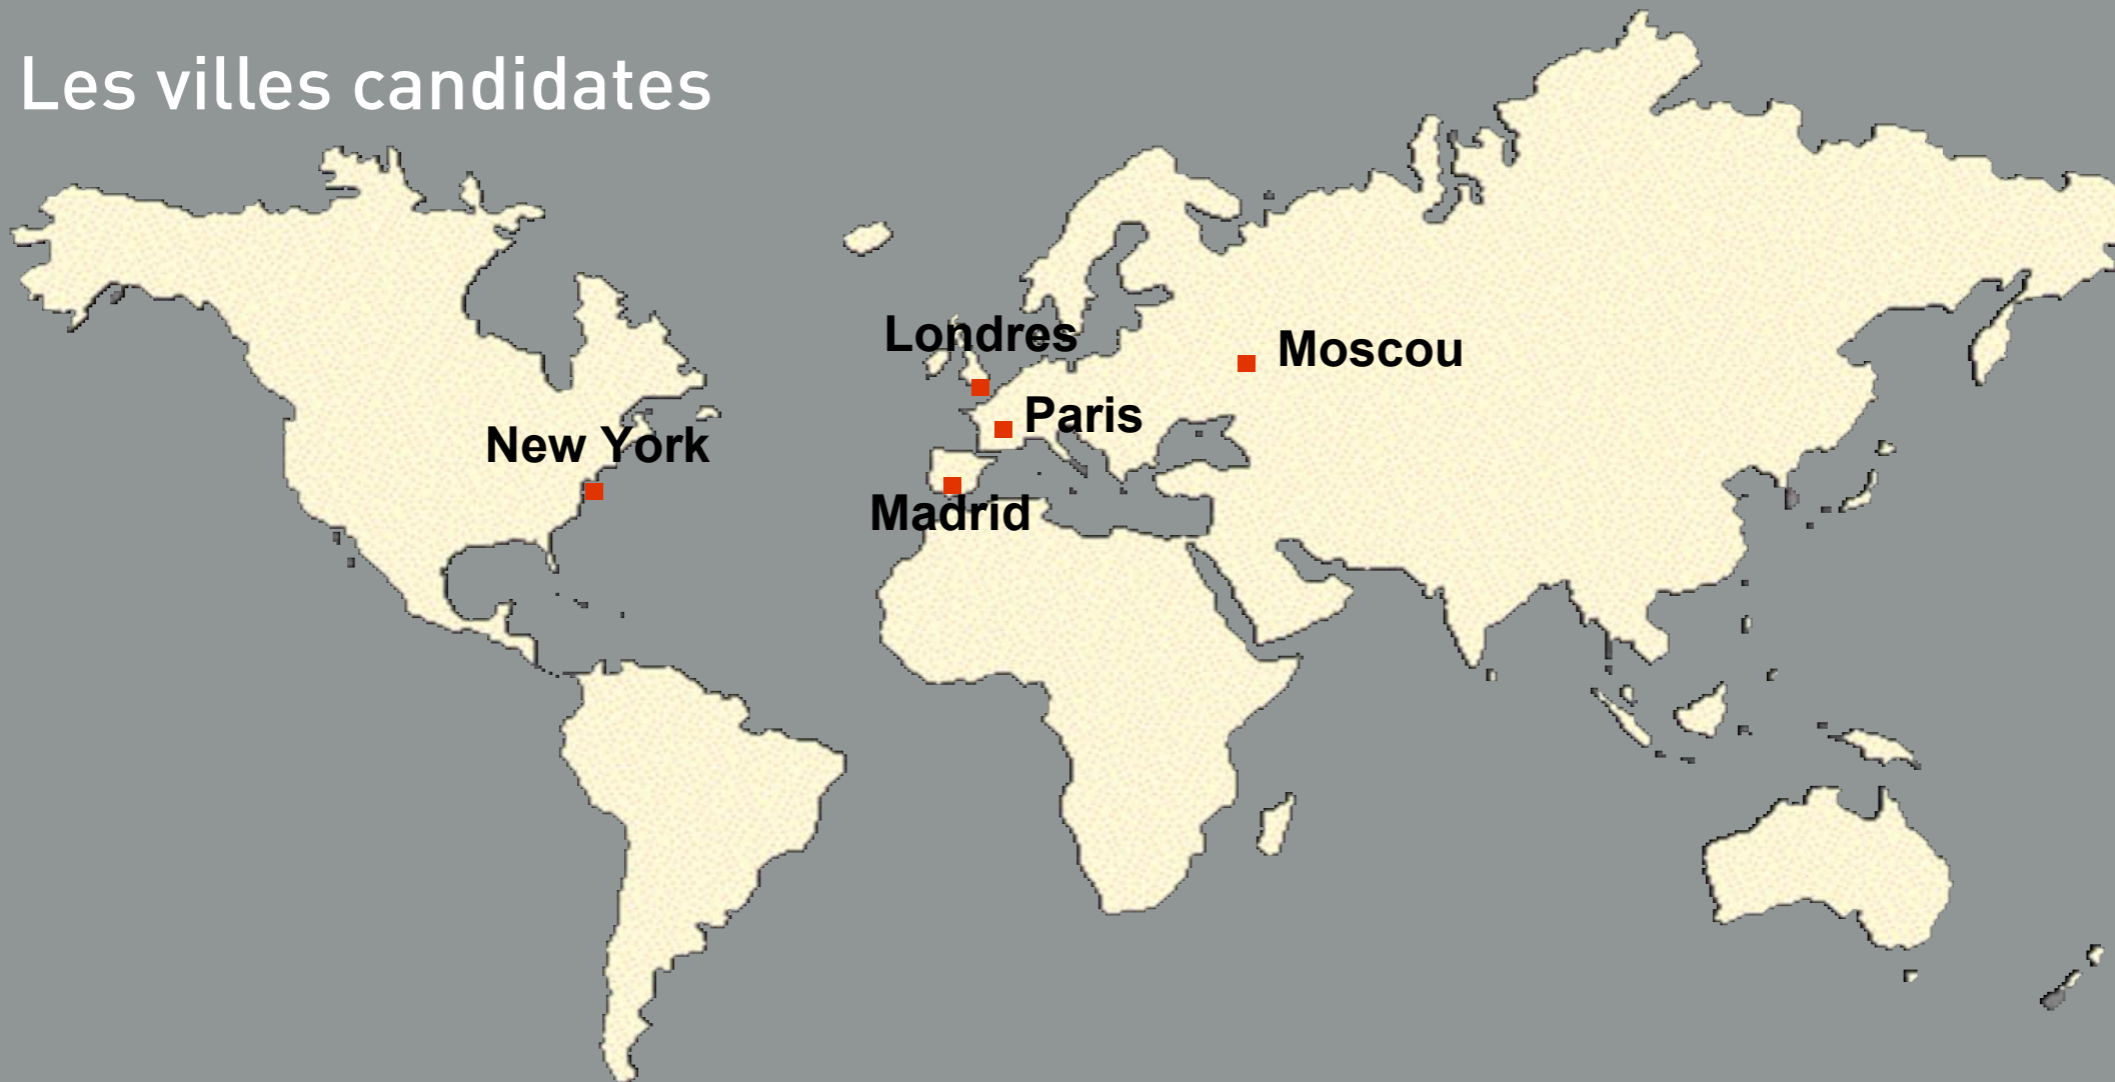 Les villes candidates
Londres
Moscou
Paris
New York
Madrid